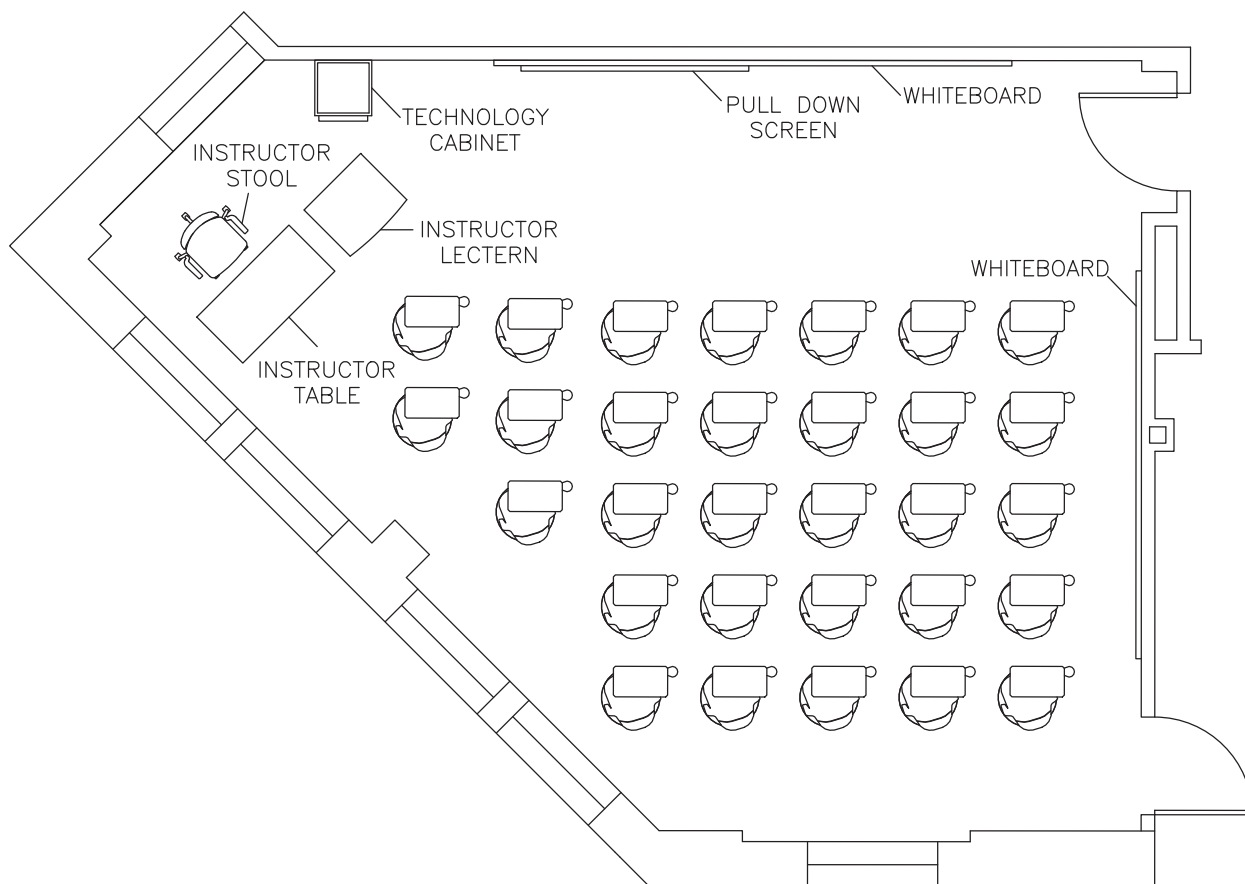 TECHNOLOGY
CABINET
PULL DOWN
SCREEN
WHITEBOARD
INSTRUCTOR
STOOL
INSTRUCTOR
LECTERN
WHITEBOARD
INSTRUCTOR
TABLE